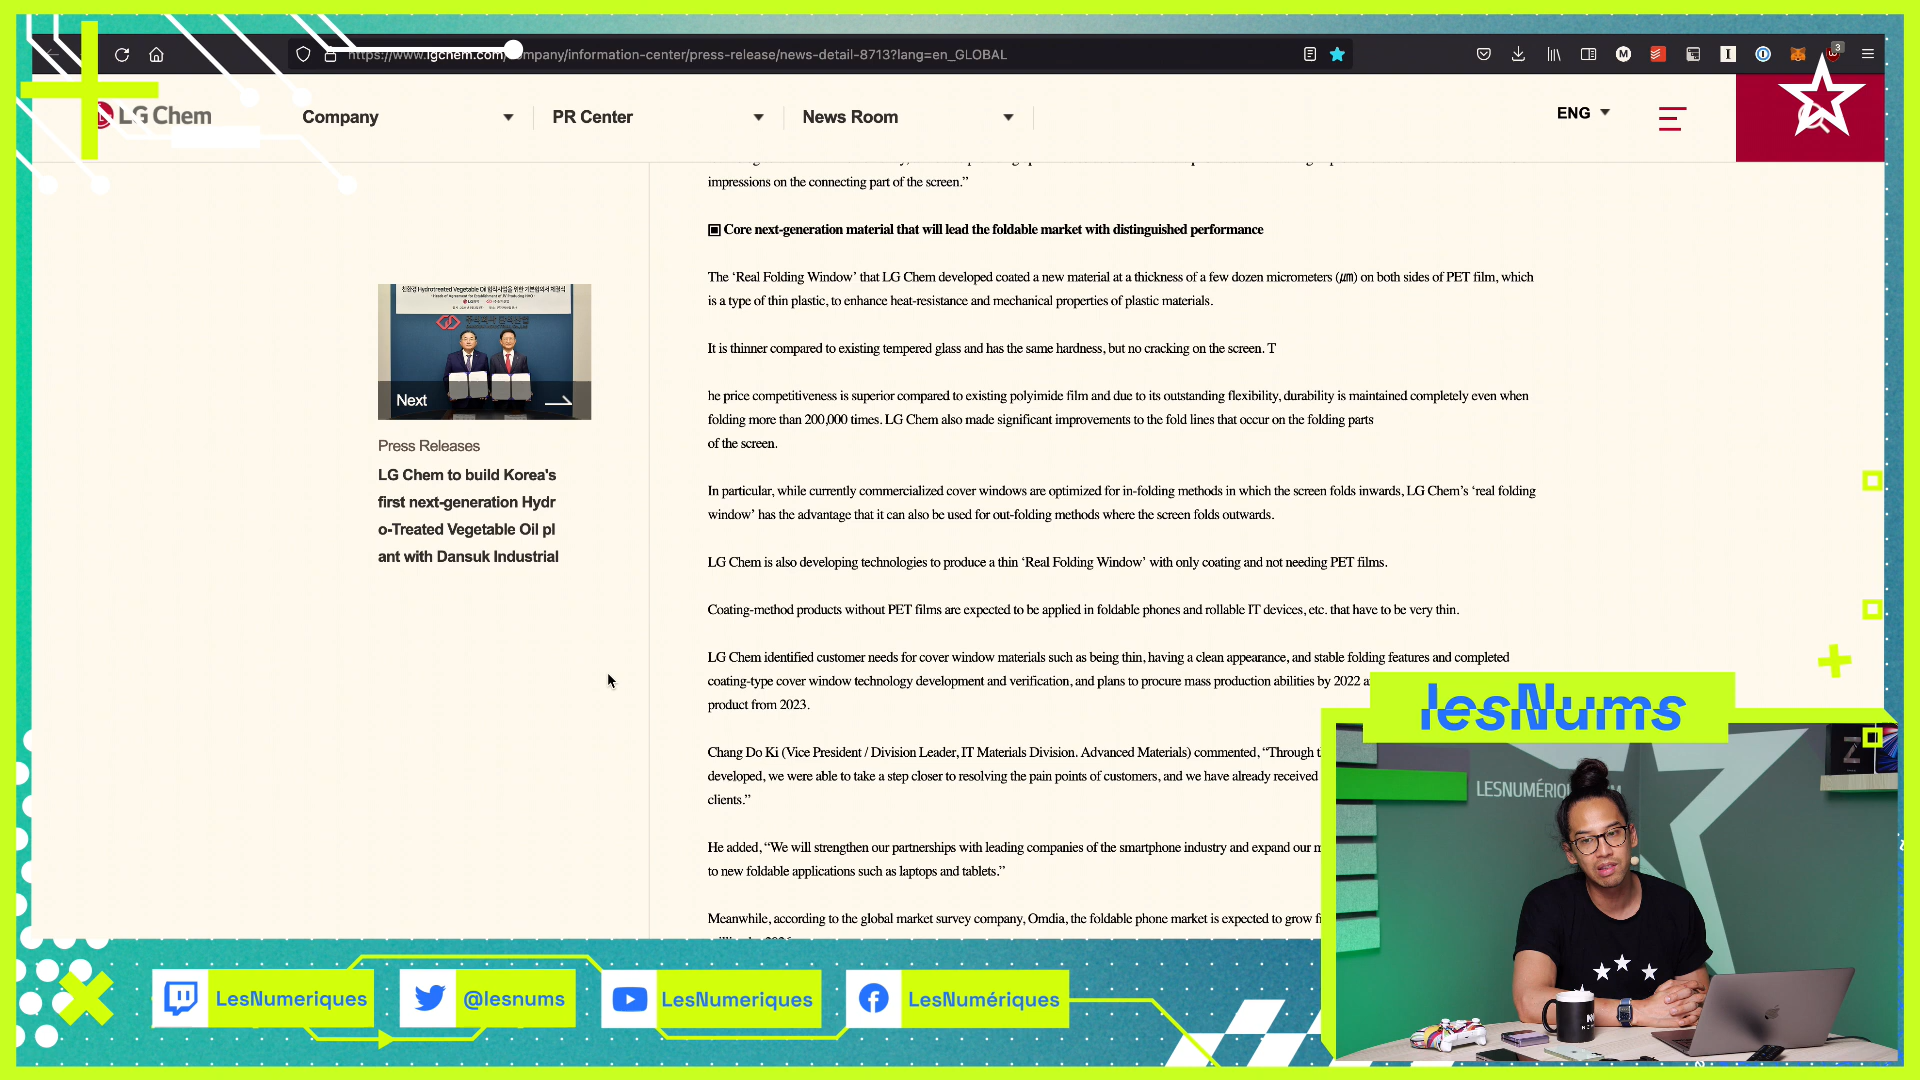 https://www.lgchem.com/company/information-center/press-release/news-detail-8713?lang=en_GLOBAL
3
LG Chem
Company
PR Center
News Room
ENG
impressions on the connecting part of the screen.”
▣ Core next-generation material that will lead the foldable market with distinguished performance
The ‘Real Folding Window’ that LG Chem developed coated a new material at a thickness of a few dozen micrometers (㎛) on both sides of PET film, which
is a type of thin plastic, to enhance heat-resistance and mechanical properties of plastic materials.
It is thinner compared to existing tempered glass and has the same hardness, but no cracking on the screen. T
he price competitiveness is superior compared to existing polyimide film and due to its outstanding flexibility, durability is maintained completely even when
folding more than 200,000 times. LG Chem also made significant improvements to the fold lines that occur on the folding parts
of the screen.
In particular, while currently commercialized cover windows are optimized for in-folding methods in which the screen folds inwards, LG Chem’s ‘real folding
window’ has the advantage that it can also be used for out-folding methods where the screen folds outwards.
LG Chem is also developing technologies to produce a thin ‘Real Folding Window’ with only coating and not needing PET films.
Coating-method products without PET films are expected to be applied in foldable phones and rollable IT devices, etc. that have to be very thin.
LG Chem identified customer needs for cover window materials such as being thin, having a clean appearance, and stable folding features and completed
coating-type cover window technology development and verification, and plans to procure mass production abilities by 2022 a
product from 2023.
Chang Do Ki (Vice President / Division Leader, IT Materials Division. Advanced Materials) commented, “Through t
developed, we were able to take a step closer to resolving the pain points of customers, and we have already received
clients.”
He added, “We will strengthen our partnerships with leading companies of the smartphone industry and expand our m
to new foldable applications such as laptops and tablets.”
Meanwhile, according to the global market survey company, Omdia, the foldable phone market is expected to grow f
Next
Press Releases
LG Chem to build Korea's
first next-generation Hydr
o-Treated Vegetable Oil pl
ant with Dansuk Industrial
lesNums
LESNUMÉRIQU
Z
LesNumeriques
@lesnums
LesNumeriques
LesNumériques